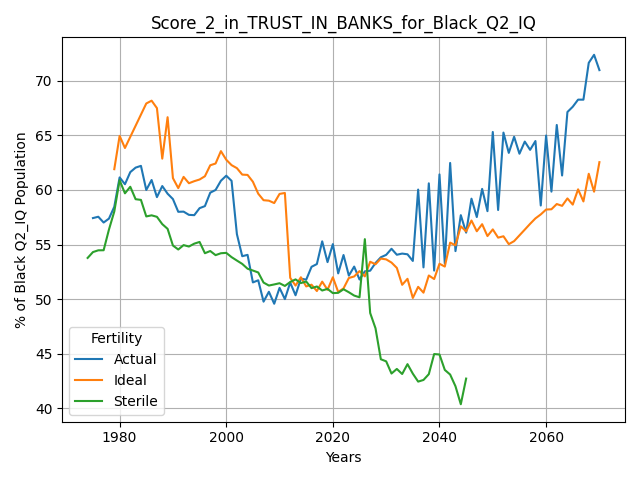 Score_2_in_TRUST_IN_BANKS_for_Black_Q2_IQ
% of Black Q2_IQ Population
70
65
60
55
50
45
40
Fertility
Actual
Ideal
Sterile
1980 2000 2020 2040 2060
Years